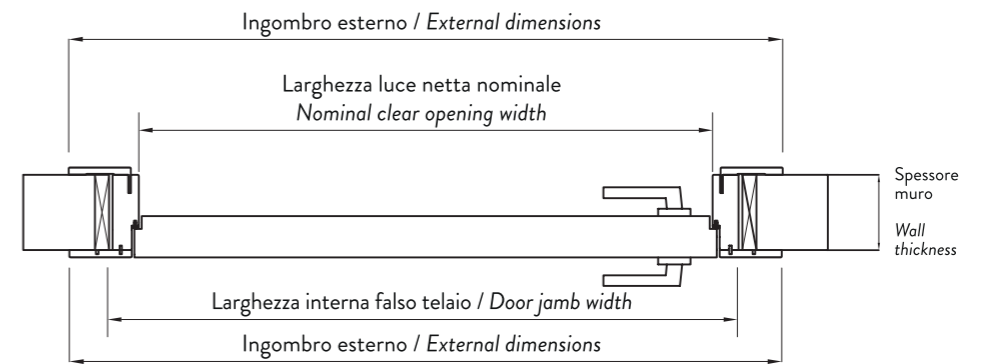 Ingombro esterno / External dimensions
Larghezza luce netta nominale
Nominal clear opening width
Spessore
muro
Wall
thickness
Larghezza interna falso telaio / Door jamb width
Ingombro esterno / External dimensions